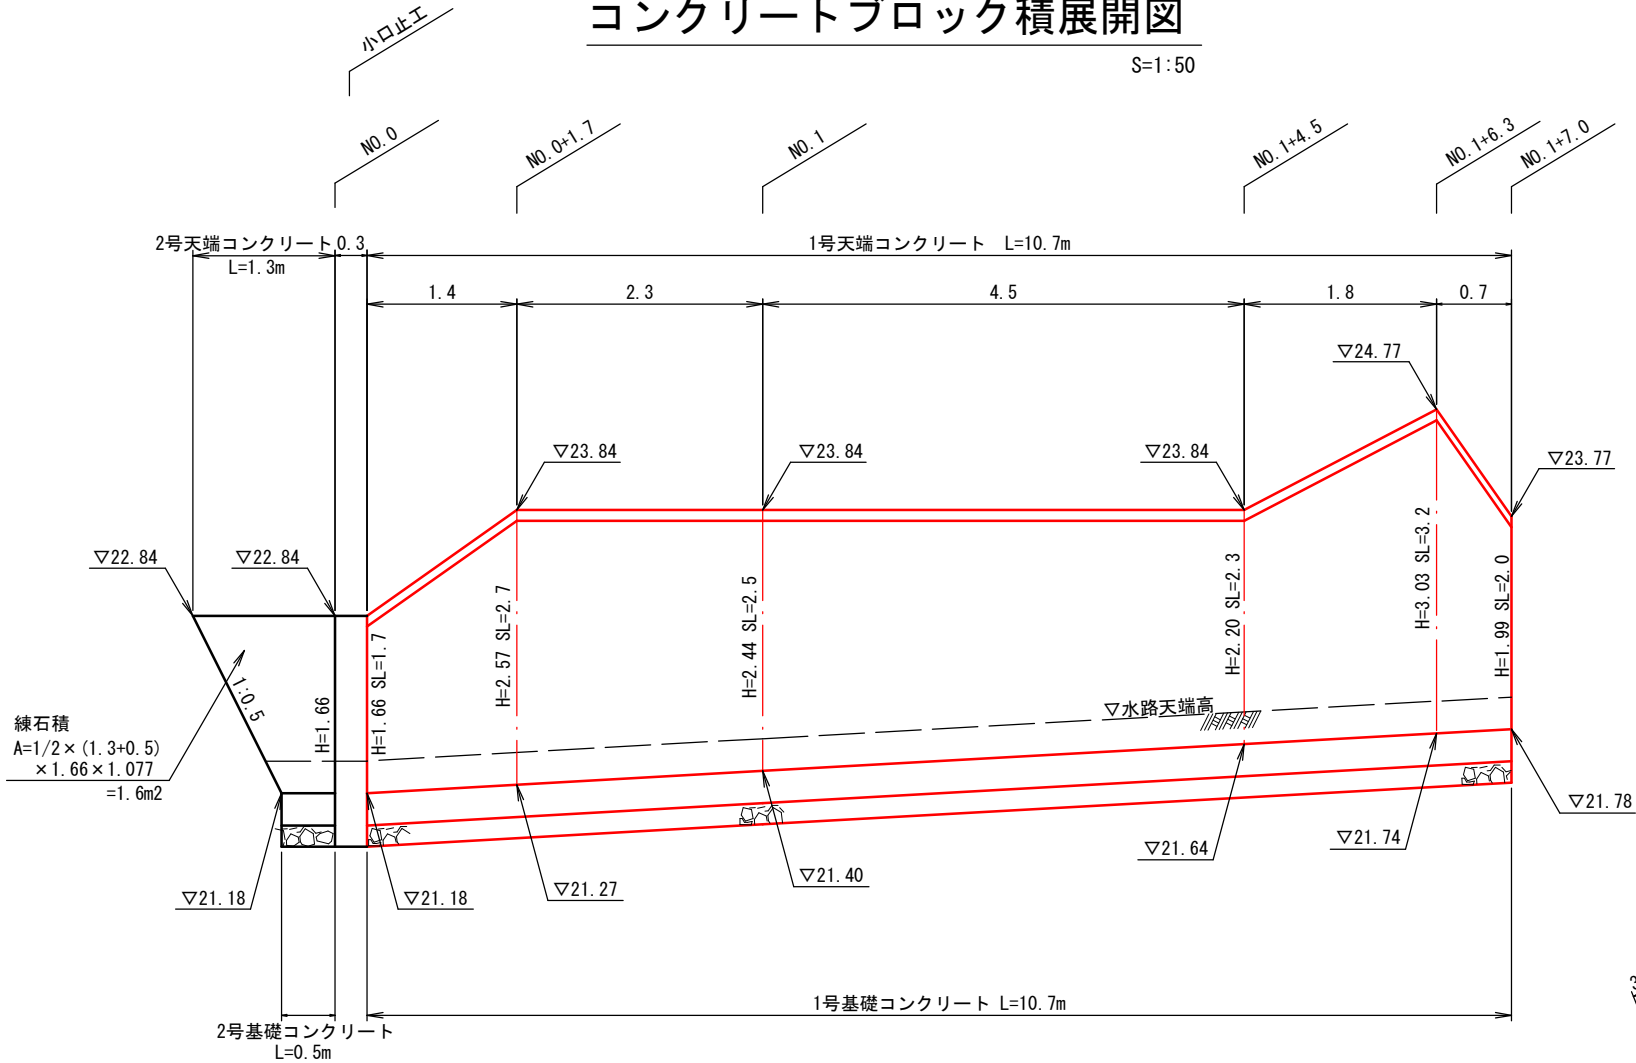 コンクリートブロック積展開図
S=1:50
小口止工
NO.0
NO.0+1.7
NO.1
NO.1+4.5
NO.1+6.3
NO.1+7.0
2号天端コンクリート
L=1.3m
0.3
1号天端コンクリート L=10.7m
1.4
2.3
4.5
1.8
0.7
▽24.77
▽23.84
▽23.84
▽23.84
▽23.77
▽22.84
▽22.84
1:0.5
H=1.66
H=1.66 SL=1.7
H=2.57 SL=2.7
H=2.44 SL=2.5
H=2.20 SL=2.3
H=3.03 SL=3.2
H=1.99 SL=2.0
▽水路天端高
練石積
A=1/2×(1.3+0.5)
×1.66×1.077
=1.6m2
▽21.18
▽21.18
▽21.27
▽21.40
▽21.64
▽21.74
▽21.78
1号基礎コンクリート L=10.7m
2号基礎コンクリート
L=0.5m